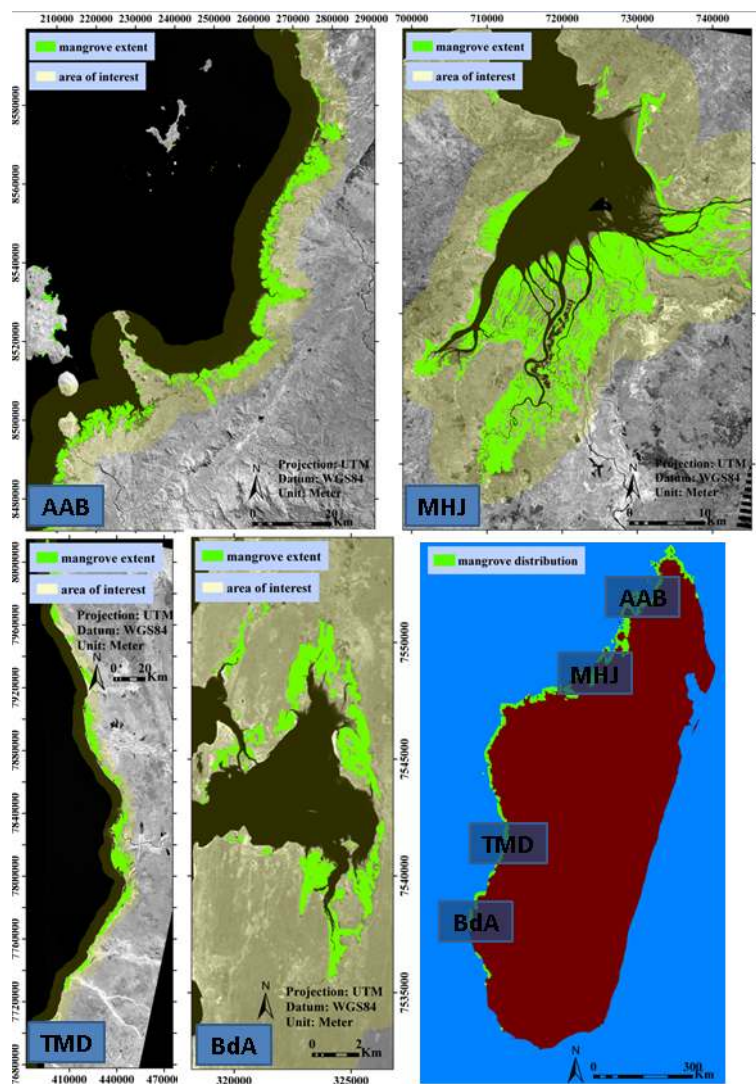 210000 220000 230000 240000 250000 260000 270000 280000 290000
mangrove extent
area of interest
8580000
8560000
8540000
8520000
8500000
8480000
N
Projection: UTM
Datum: WGS84
Unit: Meter
0 20
Km
AAB
700000 710000 720000 730000 740000
mangrove extent
area of interest
N
Projection: UTM
Datum: WGS84
Unit: Meter
0 10
Km
MHJ
mangrove extent
area of interest
Projection: UTM
Datum: WGS84
Unit: Meter
N
0 20
Km
8000000
7960000
7920000
7880000
7840000
7800000
7760000
7720000
7680000
TMD
410000 440000 470000
mangrove extent
area of interest
7550000
7545000
7540000
7535000
N
Projection: UTM
Datum: WGS84
Unit: Meter
0 2
Km
BdA
320000 325000
mangrove distribution
AAB
MHJ
TMD
BdA
N
0 300
Km